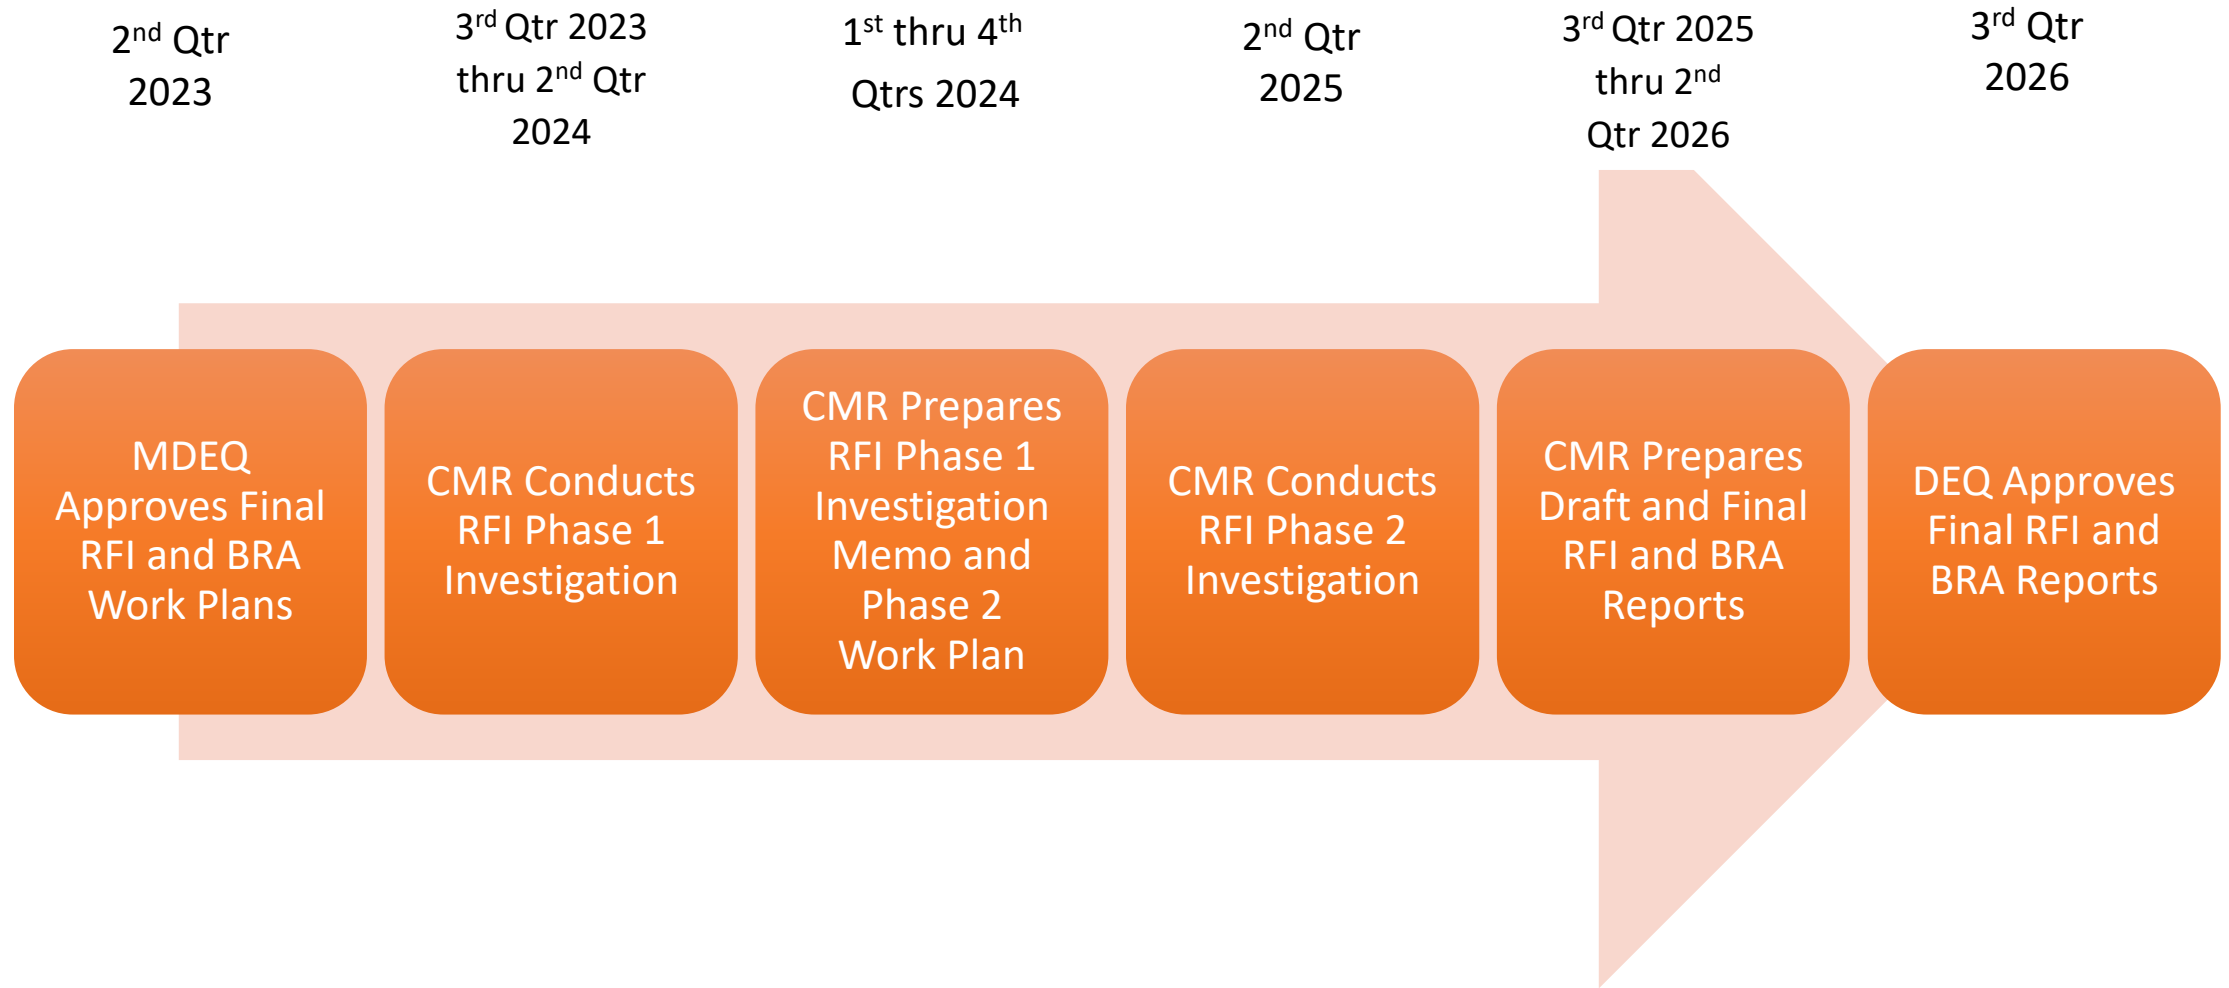 2nd Qtr
2023
3rd Qtr 2023
thru 2nd Qtr
2024
1st thru 4th
Qtrs 2024
2nd Qtr
2025
3rd Qtr 2025
thru 2nd
Qtr 2026
3rd Qtr
2026
MDEQ
Approves Final
RFI and BRA
Work Plans
CMR Conducts
RFI Phase 1
Investigation
CMR Prepares
RFI Phase 1
Investigation
Memo and
Phase 2
Work Plan
CMR Conducts
RFI Phase 2
Investigation
CMR Prepares
Draft and Final
RFI and BRA
Reports
DEQ Approves
Final RFI and
BRA Reports